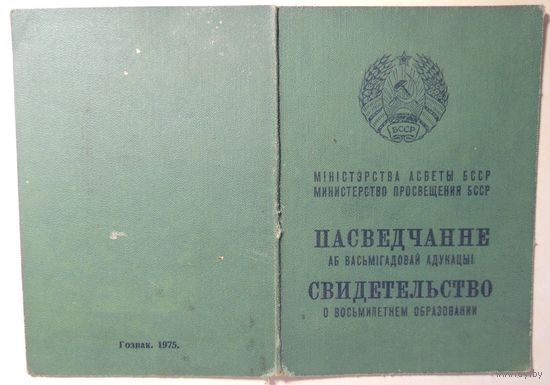 БССР
МІНІСТЭРСТВА АСВЕТЫ БССР
МИНИСТЕРСТВО ПРОСВЕЩЕНИЯ БССР
ПАСВЕДЧАННЕ
АБ ВАСЬМІГАДОВАЙ АДУКАЦЫІ
СВИДЕТЕЛЬСТВО
О ВОСЬМИЛЕТНЕМ ОБРАЗОВАНИИ
Гознак. 1975.